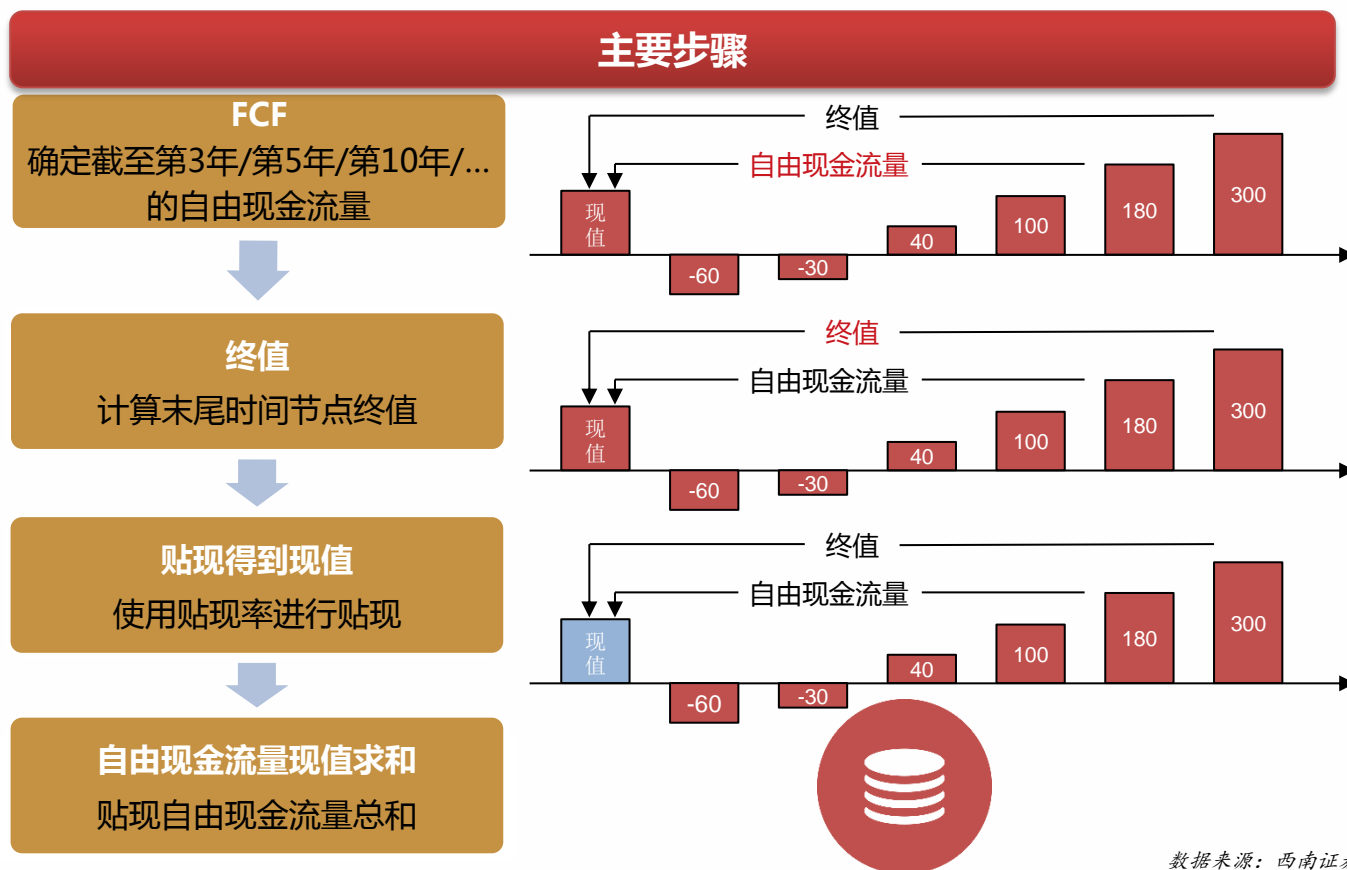 主要步骤
FCF
确定截至第3年/第5年/第10年/...
的自由现金流量
终值
自由现金流量
现
值
-60
-30
40
100
180
300
终值
计算末尾时间节点终值
终值
自由现金流量
现
值
-60
-30
40
100
180
300
贴现得到现值
使用贴现率进行贴现
终值
自由现金流量
现
值
-60
-30
40
100
180
300
自由现金流量现值求和
贴现自由现金流量总和
数据来源：西南证